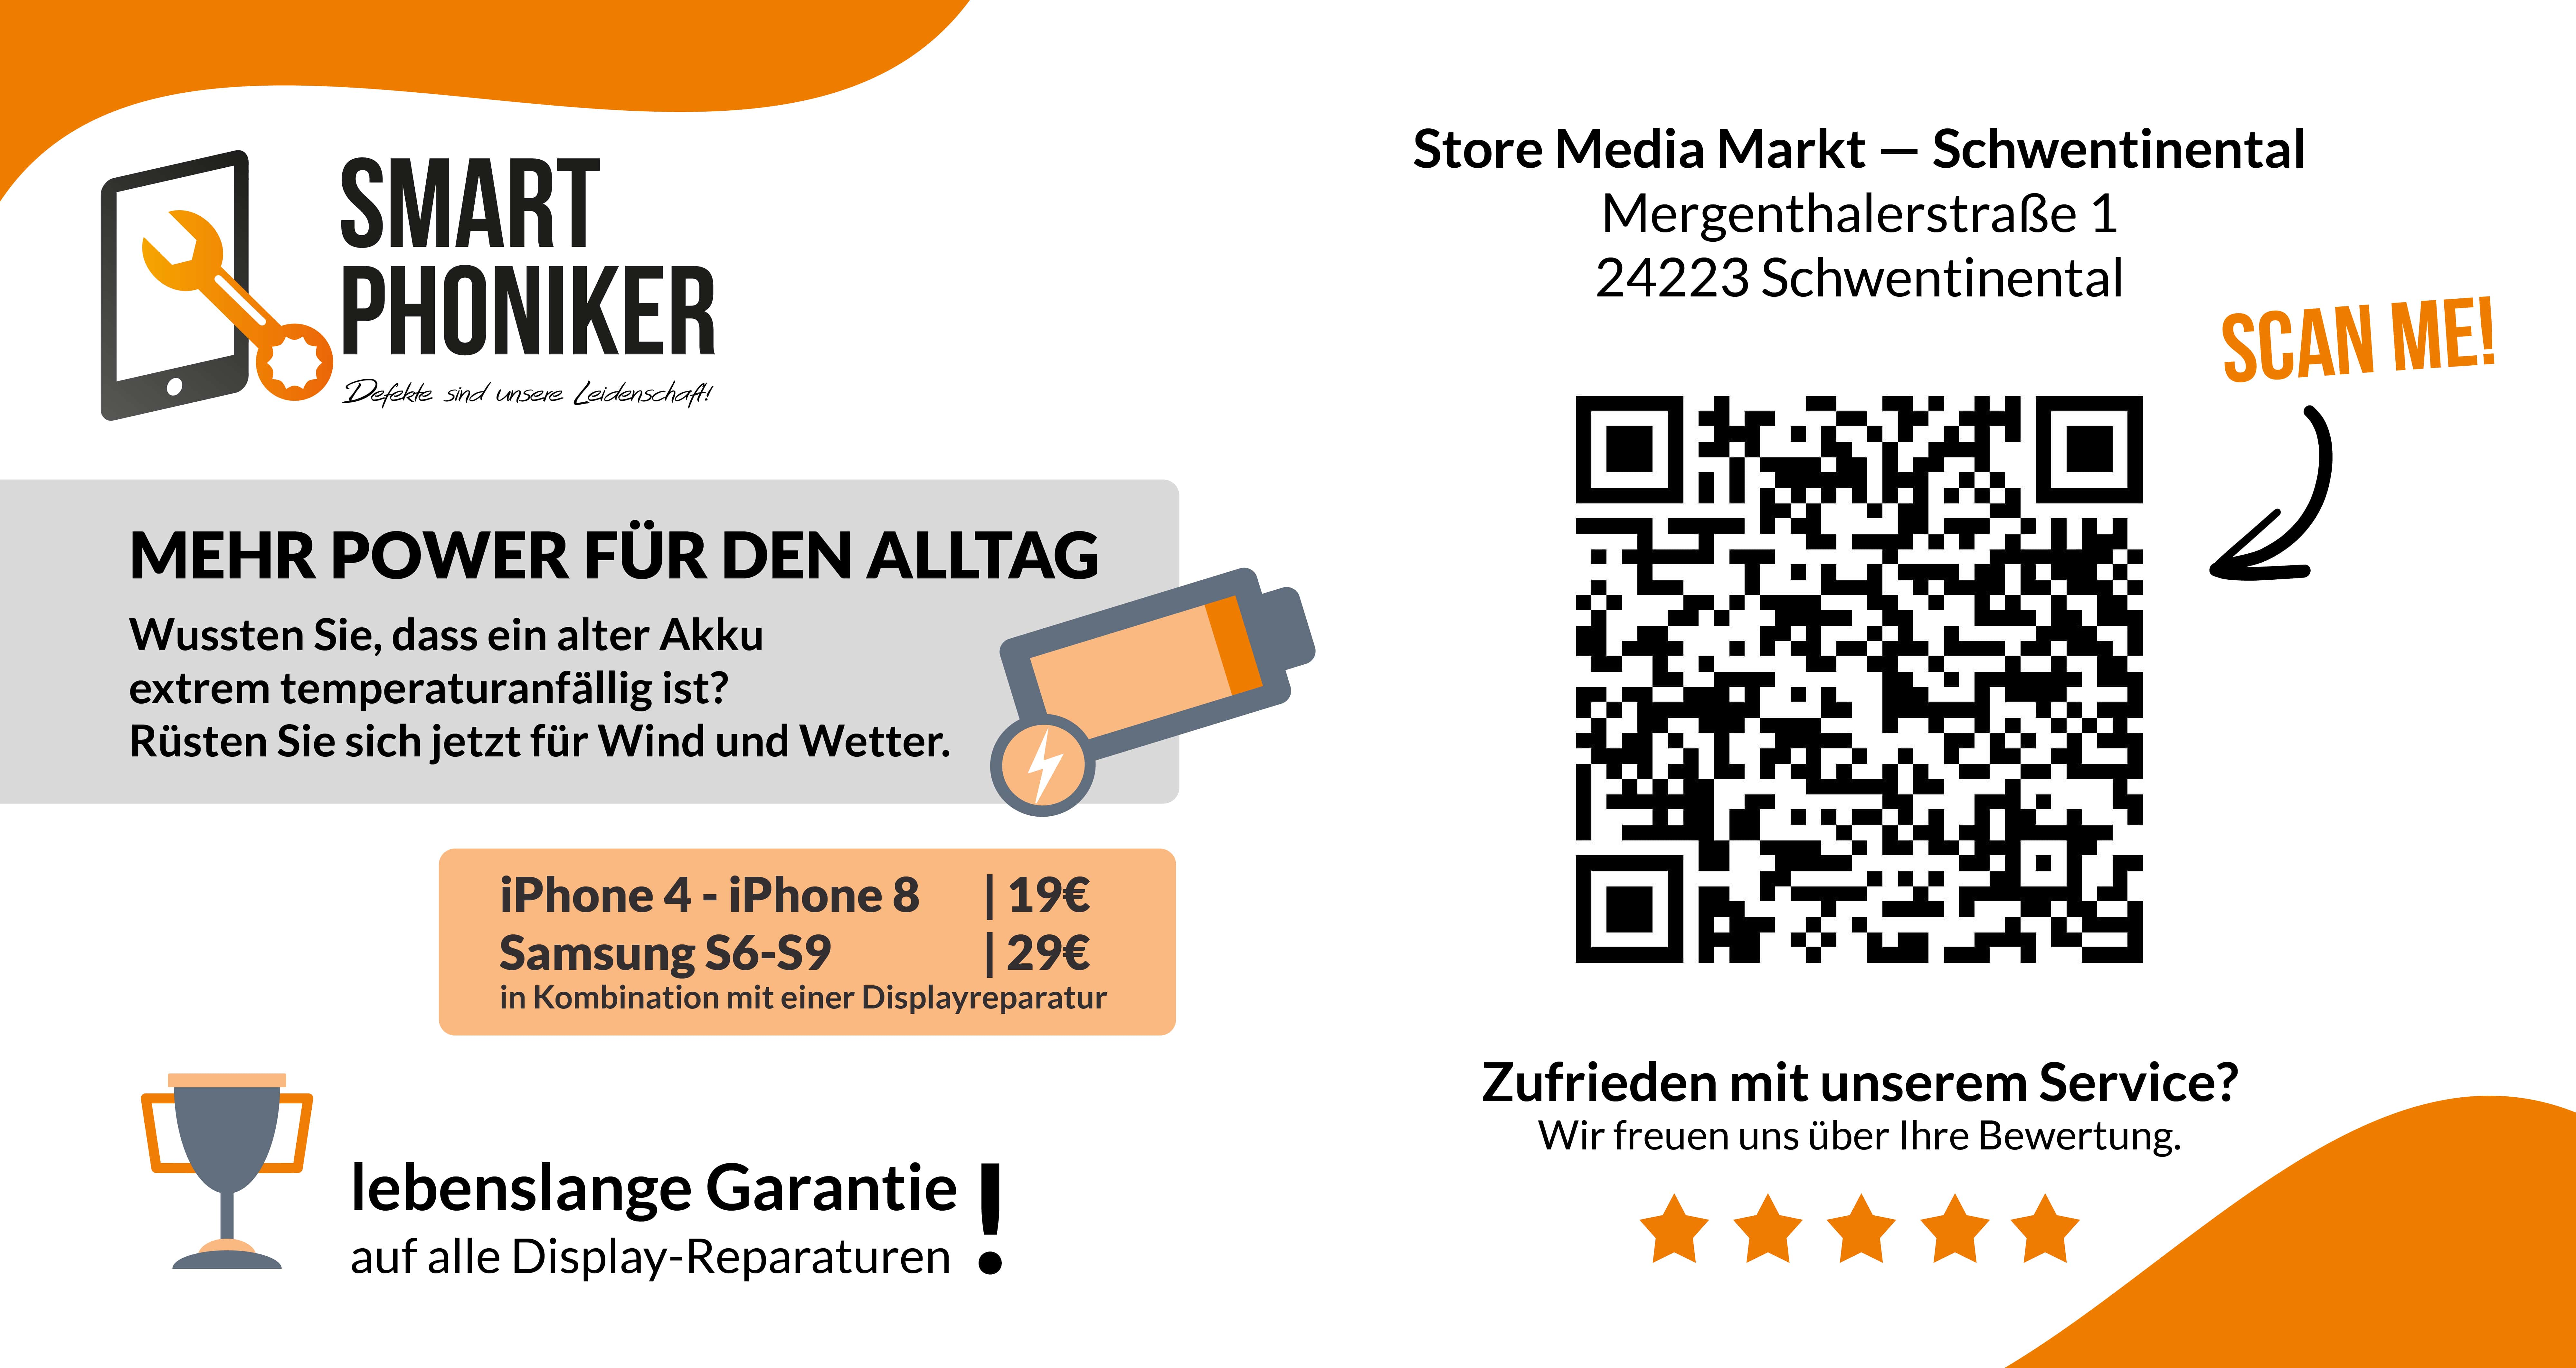 SMART
PHONIKER
Defekte sind unsere Leidenschaft!
MEHR POWER FÜR DEN ALLTAG
Wussten Sie, dass ein alter Akku
extrem temperaturanfällig ist?
Rüsten Sie sich jetzt für Wind und Wetter.
iPhone 4 - iPhone 8 | 19€
Samsung S6-S9 | 29€
in Kombination mit einer Displayreparatur
lebenslange Garantie
auf alle Display-Reparaturen !
Store Media Markt — Schwentinental
Mergenthalerstraße 1
24223 Schwentinental
SCAN ME!
Zufrieden mit unserem Service?
Wir freuen uns über Ihre Bewertung.